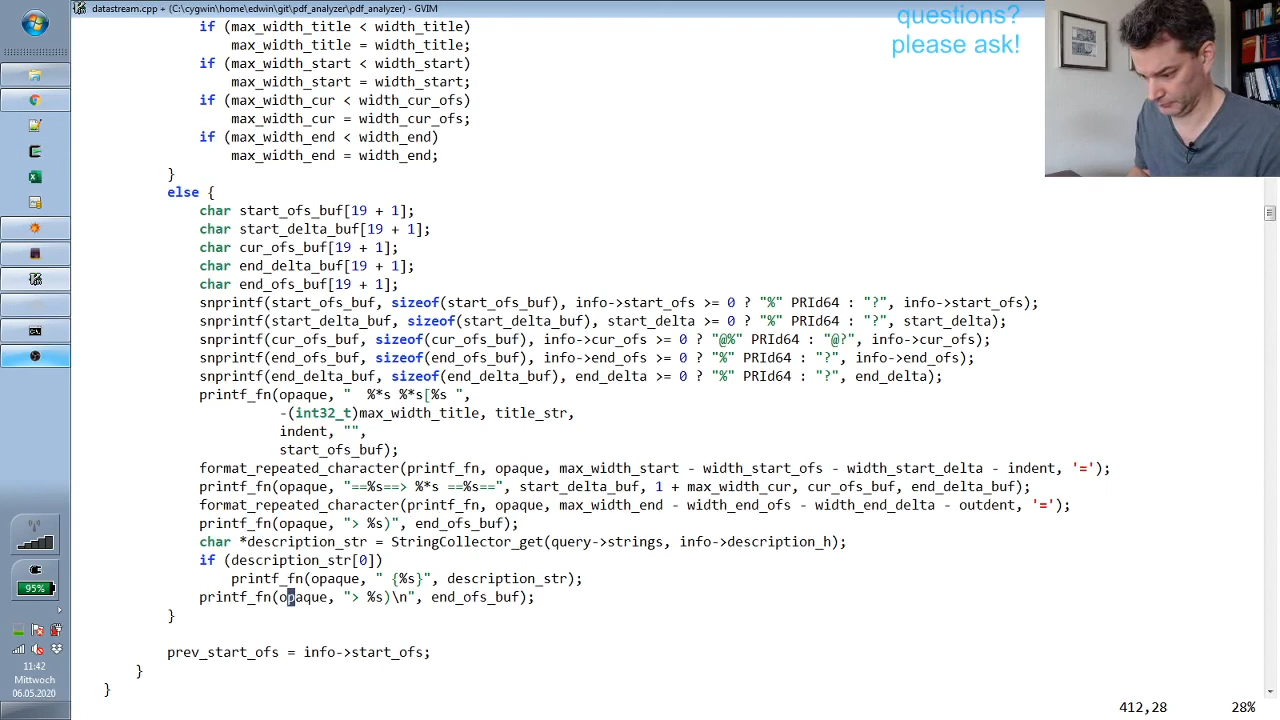 datastream.cpp + (C:\cygwin\home\edwin\git\pdf_analyzer\pdf_analyzer) - GVIM
questions?
please ask!
if (max_width_title < width_title)
max_width_title = width_title;
if (max_width_start < width_start)
max_width_start = width_start;
if (max_width_cur < width_cur_ofs)
max_width_cur = width_cur_ofs;
if (max_width_end < width_end)
max_width_end = width_end;
}
else {
char start_ofs_buf[19 + 1];
char start_delta_buf[19 + 1];
char cur_ofs_buf[19 + 1];
char end_delta_buf[19 + 1];
char end_ofs_buf[19 + 1];
snprintf(start_ofs_buf, sizeof(start_ofs_buf), info->start_ofs >= 0 ? "%" PRId64 : "?", info->start_ofs);
snprintf(start_delta_buf, sizeof(start_delta_buf), start_delta >= 0 ? "%" PRId64 : "?", start_delta);
snprintf(cur_ofs_buf, sizeof(cur_ofs_buf), info->cur_ofs >= 0 ? "@%" PRId64 : "@?", info->cur_ofs);
snprintf(end_ofs_buf, sizeof(end_ofs_buf), info->end_ofs >= 0 ? "%" PRId64 : "?", info->end_ofs);
snprintf(end_delta_buf, sizeof(end_delta_buf), end_delta >= 0 ? "%" PRId64 : "?", end_delta);
printf_fn(opaque, "  %*s %*s[%s ",
-(int32_t)max_width_title, title_str,
indent, "",
start_ofs_buf);
format_repeated_character(printf_fn, opaque, max_width_start - width_start_ofs - width_start_delta - indent, '=');
printf_fn(opaque, "==%s==> %*s ==%s==", start_delta_buf, 1 + max_width_cur, cur_ofs_buf, end_delta_buf);
format_repeated_character(printf_fn, opaque, max_width_end - width_end_ofs - width_end_delta - outdent, '=');
printf_fn(opaque, "> %s)", end_ofs_buf);
char *description_str = StringCollector_get(query->strings, info->description_h);
if (description_str[0])
printf_fn(opaque, " {%s}", description_str);
printf_fn(opaque, "> %s)\n", end_ofs_buf);
}
prev_start_ofs = info->start_ofs;
}
}
412,28 28%
95%
11:42
Mittwoch
06.05.2020